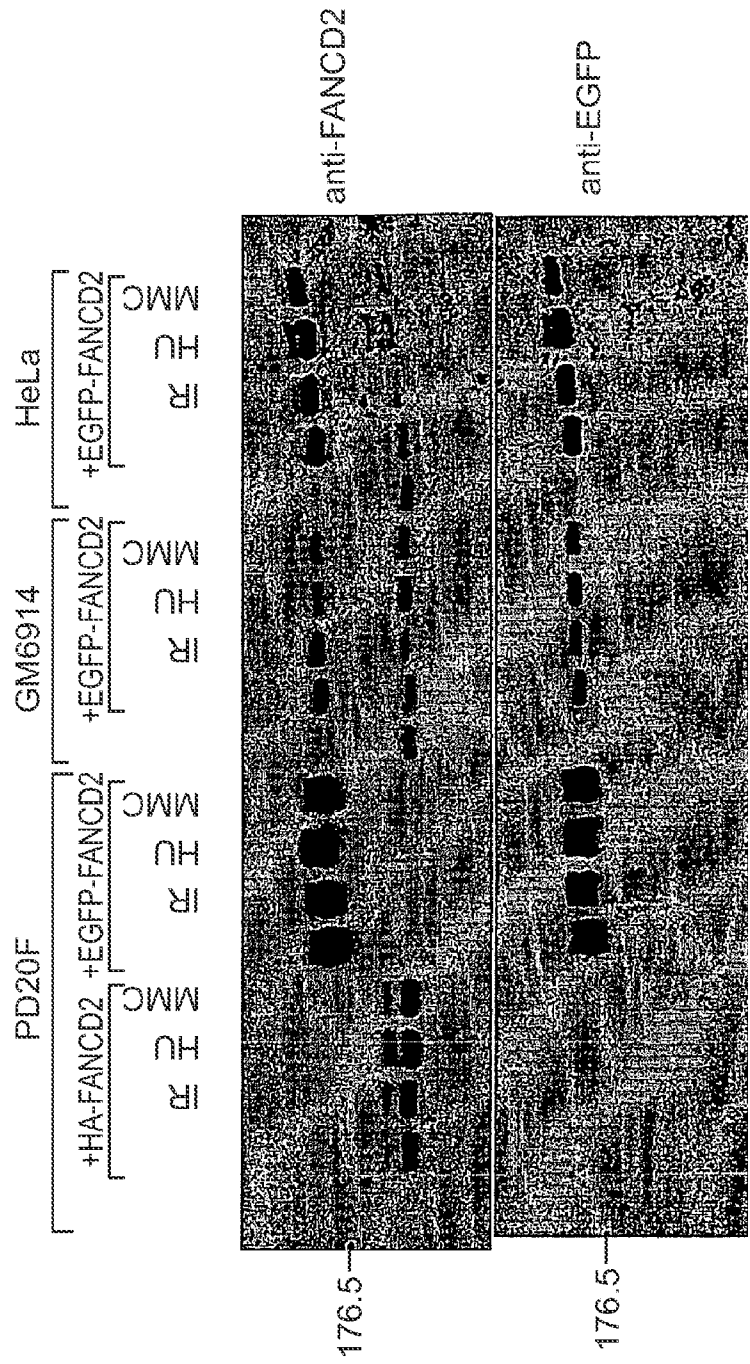 PD20F GM6914 HeLa
+HA-FANCD2 +EGFP-FANCD2 +EGFP-FANCD2 +EGFP-FANCD2
IR HU MMC IR HU MMC IR HU MMC IR HU MMC
176.5 anti-FANCD2
176.5 anti-EGFP